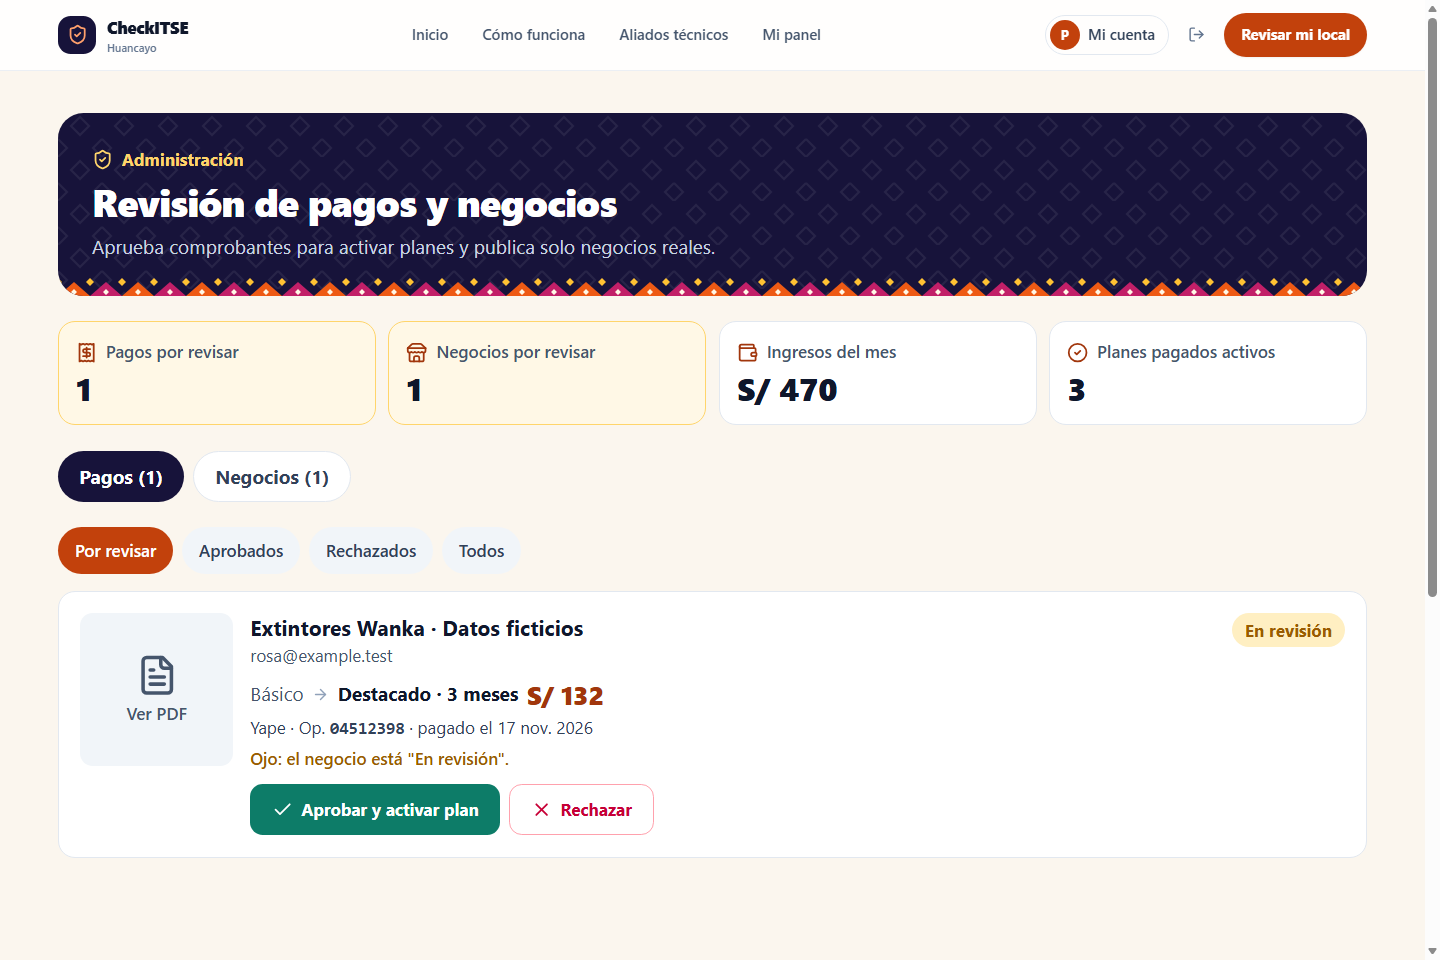 CheckITSE
Huancayo
Inicio
Cómo funciona
Aliados técnicos
Mi panel
P
Mi cuenta
Revisar mi local
Administración
Revisión de pagos y negocios
Aprueba comprobantes para activar planes y publica solo negocios reales.
Pagos por revisar
1
Negocios por revisar
1
Ingresos del mes
S/ 470
Planes pagados activos
3
Pagos (1)
Negocios (1)
Por revisar
Aprobados
Rechazados
Todos
Ver PDF
Extintores Wanka · Datos ficticios
En revisión
rosa@example.test
Básico → Destacado · 3 meses S/ 132
Yape · Op. 04512398 · pagado el 17 nov. 2026
Ojo: el negocio está "En revisión".
Aprobar y activar plan
Rechazar